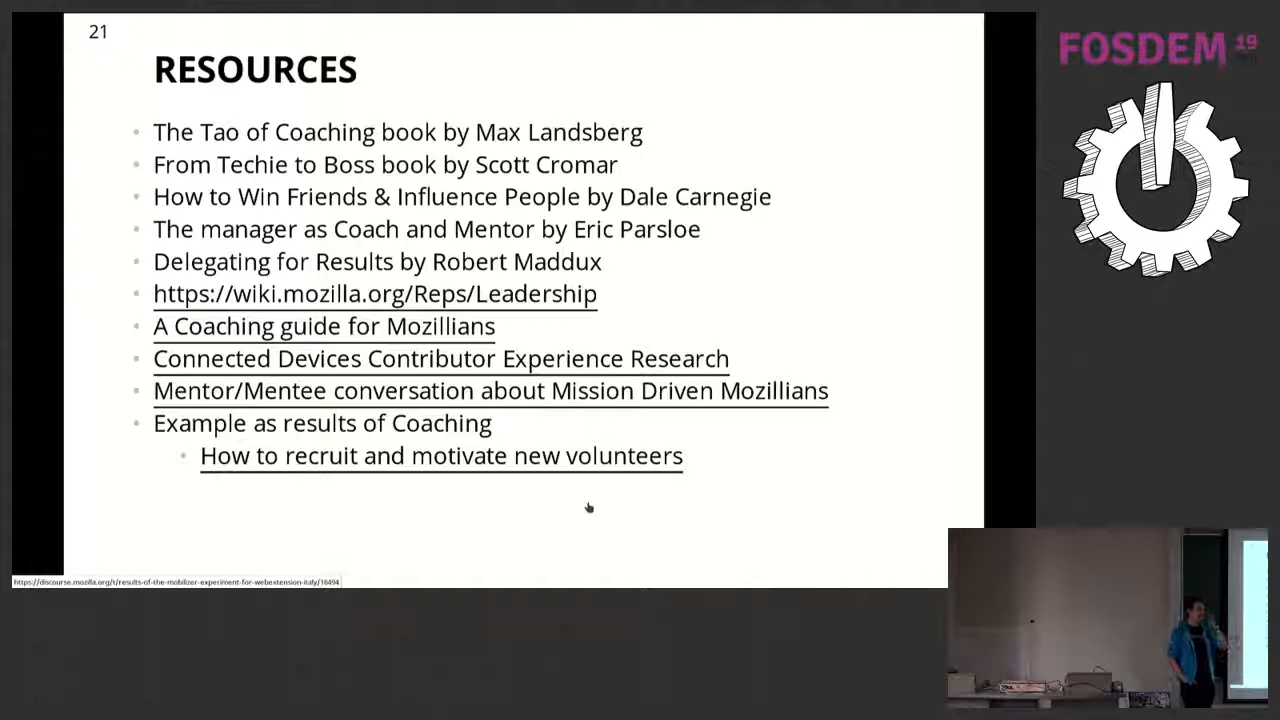 21
RESOURCES
The Tao of Coaching book by Max Landsberg
From Techie to Boss book by Scott Cromar
How to Win Friends & Influence People by Dale Carnegie
The manager as Coach and Mentor by Eric Parsloe
Delegating for Results by Robert Maddux
https://wiki.mozilla.org/Reps/Leadership
A Coaching guide for Mozillians
Connected Devices Contributor Experience Research
Mentor/Mentee conversation about Mission Driven Mozillians
Example as results of Coaching
How to recruit and motivate new volunteers
https://discourse.mozilla.org/t/results-of-the-mobilizer-experiment-for-webextension-italy/16494
FOSDEM 19